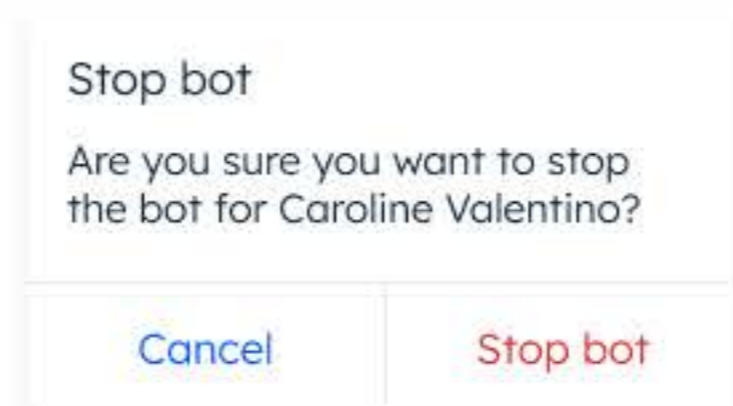 Stop bot
Are you sure you want to stop
the bot for Caroline Valentino?
Cancel
Stop bot